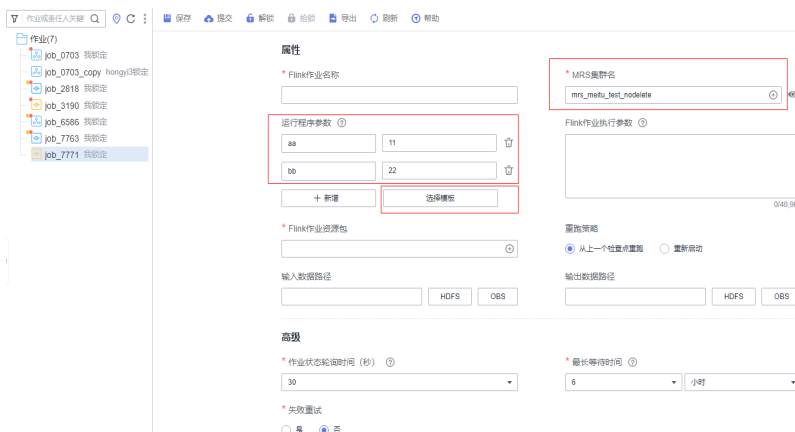 作业或责任人关键字
保存 提交 解锁 抢锁 导出 刷新 帮助
作业(7)
job_0703 我锁定
job_0703_copy hongyi3锁定
job_2818 我锁定
job_3190 我锁定
job_6586 我锁定
job_7763 我锁定
job_7771 我锁定
属性
* Flink作业名称
* MRS集群名
mrs_meitu_test_nodelete
运行程序参数
Flink作业执行参数
aa 11
bb 22
+ 新增 选择模板
0/40,96
* Flink作业资源包
重跑策略
从上一个检查点重跑 重新启动
输入数据路径
输出数据路径
HDFS OBS
HDFS OBS
高级
* 作业状态轮询时间（秒）
* 最长等待时间
30
6 小时
* 失败重试
是 否